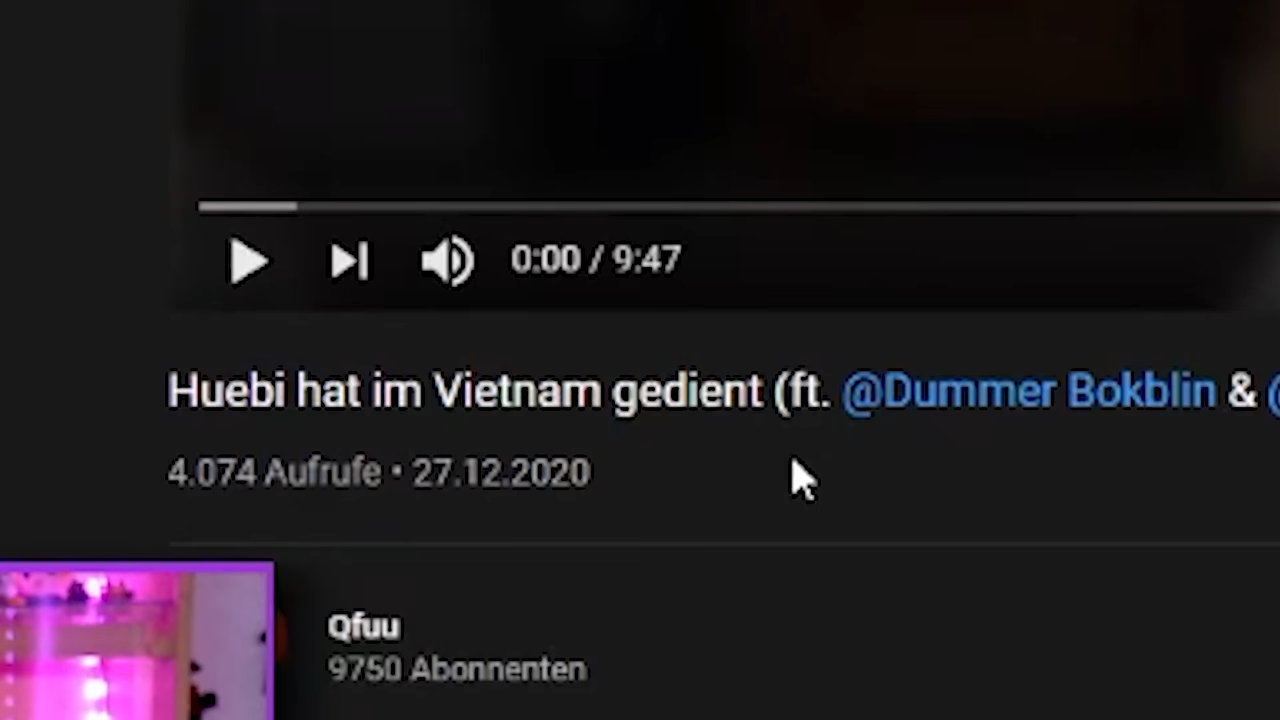 0:00 / 9:47
Huebi hat im Vietnam gedient (ft. @Dummer Bokblin & @
4.074 Aufrufe • 27.12.2020
Qfuu
9750 Abonnenten